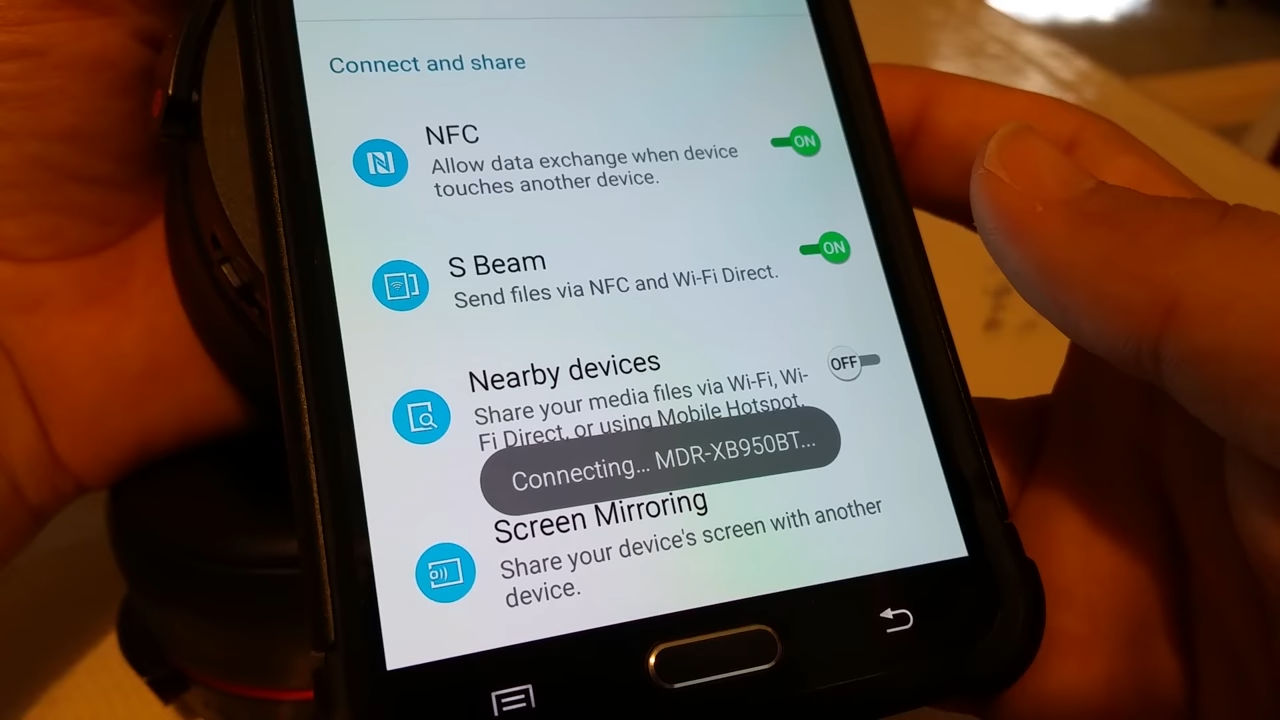 Connect and share
NFC
ON
Allow data exchange when device
touches another device.
S Beam
ON
Send files via NFC and Wi-Fi Direct.
Nearby devices
OFF
Share your media files via Wi-Fi, Wi-
Fi Direct, or using Mobile Hotspot.
Connecting... MDR-XB950BT...
Screen Mirroring
Share your device's screen with another
device.